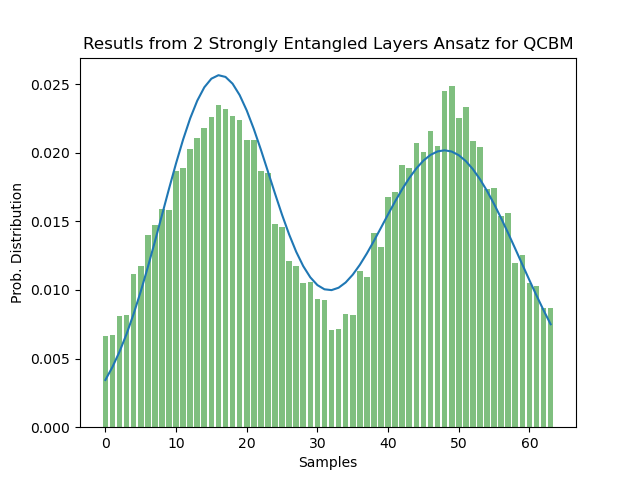 Resutls from 2 Strongly Entangled Layers Ansatz for QCBM
0.025
0.020
0.015
0.010
0.005
0.000
Prob. Distribution
0 10 20 30 40 50 60
Samples